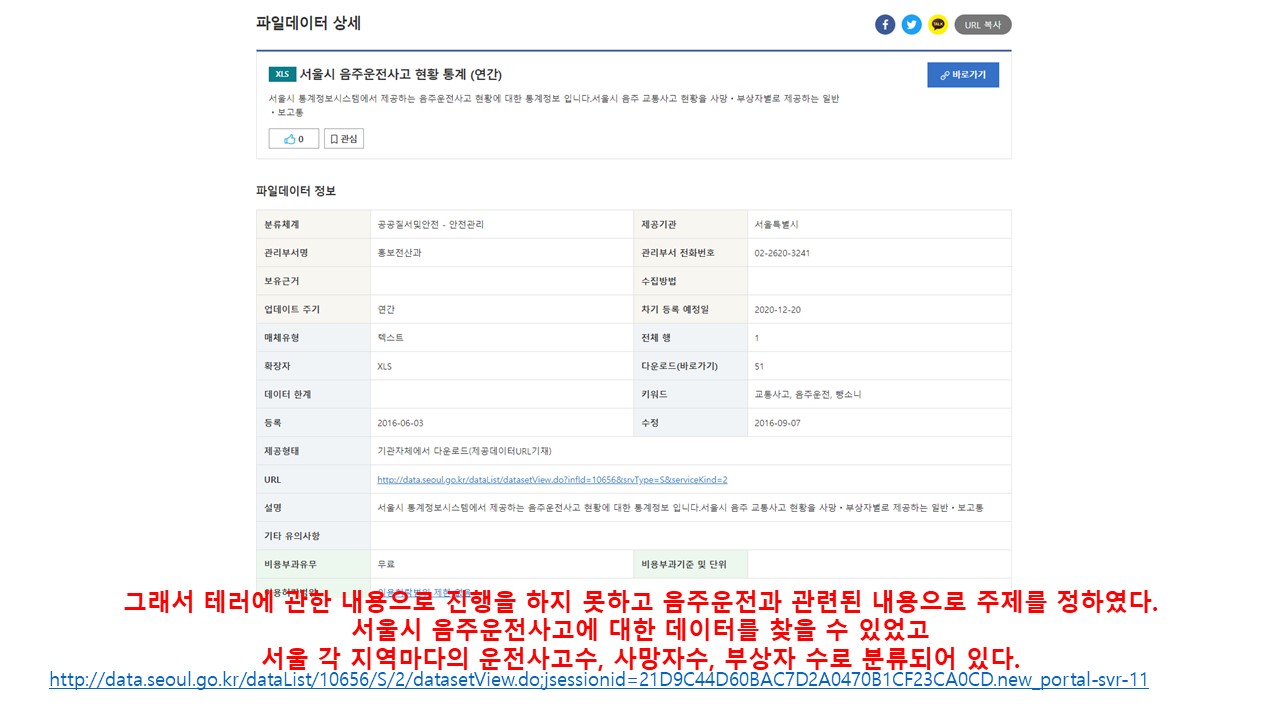 파일데이터 상세
URL 복사
XLS 서울시 음주운전사고 현황 통계 (연간)
바로가기
서울시 통계정보시스템에서 제공하는 음주운전사고 현황에 대한 통계정보 입니다.서울시 음주 교통사고 현황을 사망・부상자별로 제공하는 일반
・보고통
0 관심
파일데이터 정보
분류체계 공공질서및안전 - 안전관리 제공기관 서울특별시
관리부서명 홍보전산과 관리부서 전화번호 02-2620-3241
보유근거 수집방법
업데이트 주기 연간 차기 등록 예정일 2020-12-20
매체유형 텍스트 전체 행 1
확장자 XLS 다운로드(바로가기) 51
데이터 한계 키워드 교통사고, 음주운전, 뺑소니
등록 2016-06-03 수정 2016-09-07
제공형태 기관자체에서 다운로드(제공데이터URL기재)
URL http://data.seoul.go.kr/dataList/datasetView.do?infId=10656&srvType=S&serviceKind=2
설명 서울시 통계정보시스템에서 제공하는 음주운전사고 현황에 대한 통계정보 입니다.서울시 음주 교통사고 현황을 사망・부상자별로 제공하는 일반・보고통
기타 유의사항
비용부과유무 무료 비용부과기준 및 단위
그래서 테러에 관한 내용으로 진행을 하지 못하고 음주운전과 관련된 내용으로 주제를 정하였다.
서울시 음주운전사고에 대한 데이터를 찾을 수 있었고
서울 각 지역마다의 운전사고수, 사망자수, 부상자 수로 분류되어 있다.
http://data.seoul.go.kr/dataList/10656/S/2/datasetView.do;jsessionid=21D9C44D60BAC7D2A0470B1CF23CA0CD.new_portal-svr-11